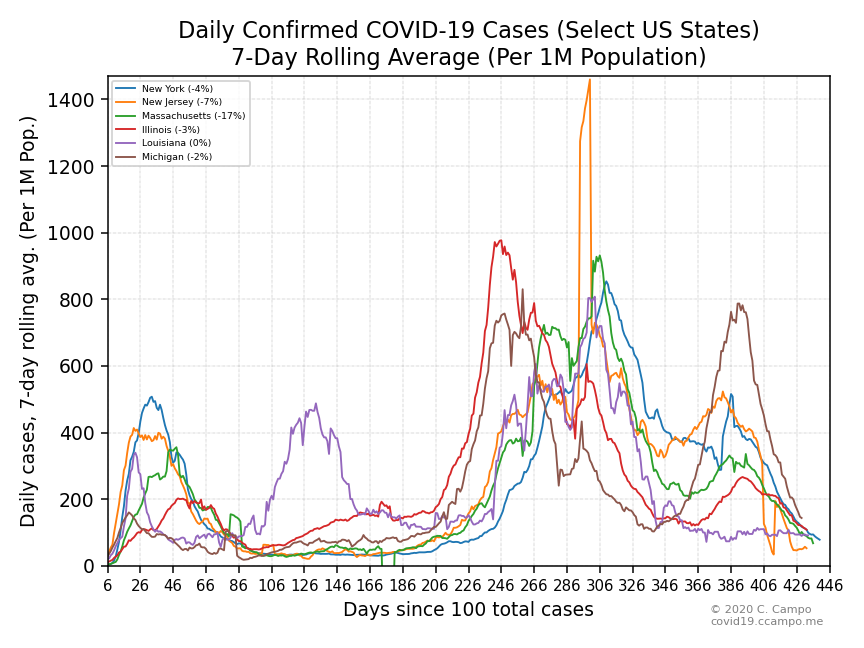 Daily Confirmed COVID-19 Cases (Select US States)
7-Day Rolling Average (Per 1M Population)
Daily cases, 7-day rolling avg. (Per 1M Pop.)
1400
1200
1000
800
600
400
200
0
New York (-4%)
New Jersey (-7%)
Massachusetts (-17%)
Illinois (-3%)
Louisiana (0%)
Michigan (-2%)
6 26 46 66 86 106 126 146 166 186 206 226 246 266 286 306 326 346 366 386 406 426 446
Days since 100 total cases
© 2020 C. Campo
covid19.ccampo.me